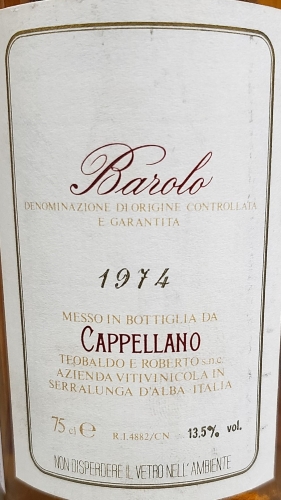 Barolo
DENOMINAZIONE DI ORIGINE CONTROLLATA
E GARANTITA
1974
MESSO IN BOTTIGLIA DA
CAPPELLANO
TEOBALDO E ROBERTO s.n.c.
AZIENDA VITIVINICOLA IN
SERRALUNGA D'ALBA ITALIA
75 cl e R.I.4882/CN 13,5% vol.
NON DISPERDERE IL VETRO NELL'AMBIENTE